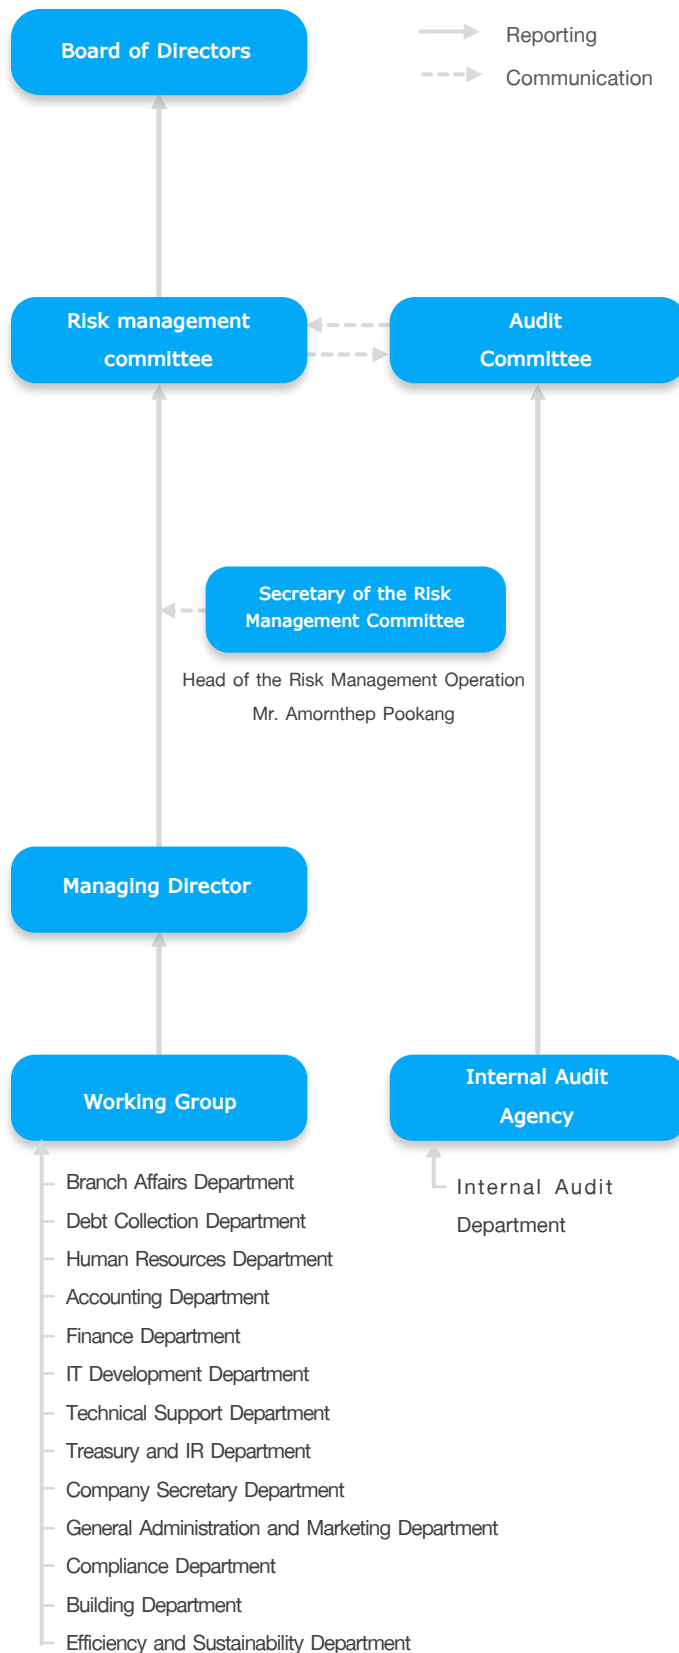 Board of Directors
Reporting
Communication
Risk management
committee
Audit
Committee
Secretary of the Risk
Management Committee
Head of the Risk Management Operation
Mr. Amornthep Pookang
Managing Director
Working Group
Internal Audit
Agency
Branch Affairs Department
Debt Collection Department
Human Resources Department
Accounting Department
Finance Department
IT Development Department
Technical Support Department
Treasury and IR Department
Company Secretary Department
General Administration and Marketing Department
Compliance Department
Building Department
Efficiency and Sustainability Department
Internal Audit
Department